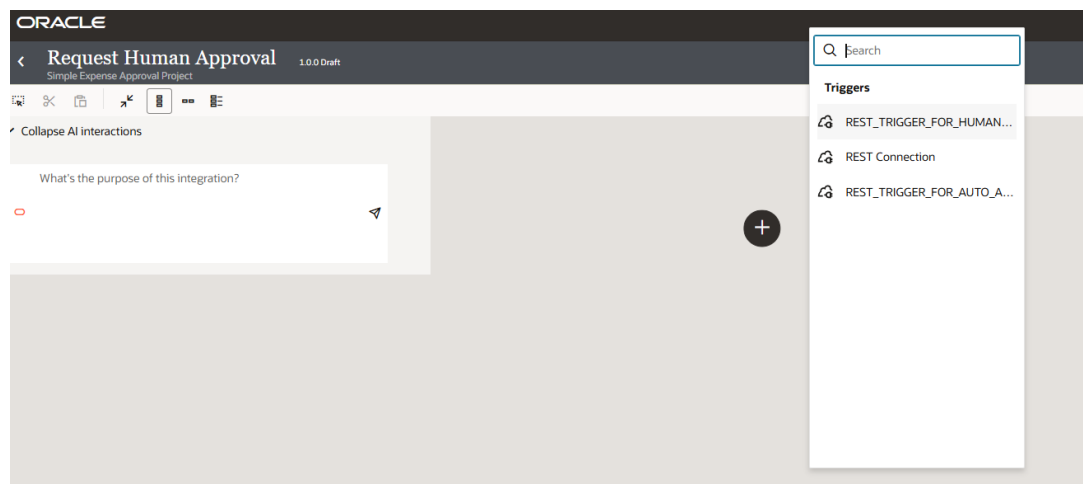 ORACLE
Request Human Approval 1.0.0 Draft
Simple Expense Approval Project
Collapse AI interactions
What's the purpose of this integration?
Search
Triggers
REST_TRIGGER_FOR_HUMAN...
REST Connection
REST_TRIGGER_FOR_AUTO_A...